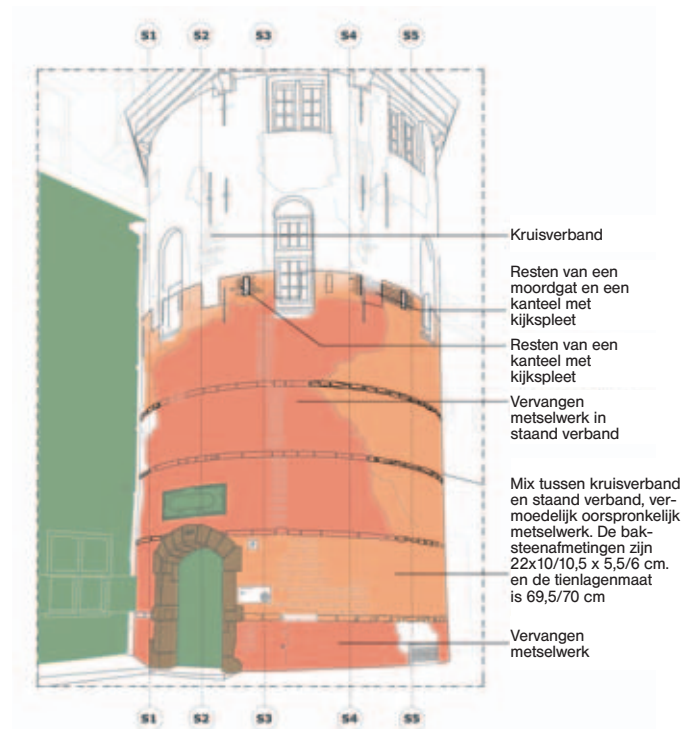 S1 S2 S3 S4 S5
Kruisverband
Resten van een
moordgat en een
kanteel met
kijkspleet
Resten van een
kanteel met
kijkspleet
Vervangen
metselwerk in
staand verband
Mix tussen kruisverband
en staand verband, ver-
moedelijk oorspronkelijk
metselwerk. De bak-
steenafmetingen zijn
22x10/10,5 x 5,5/6 cm.
en de tienlagenmaat
is 69,5/70 cm
Vervangen
metselwerk
S1 S2 S3 S4 S5